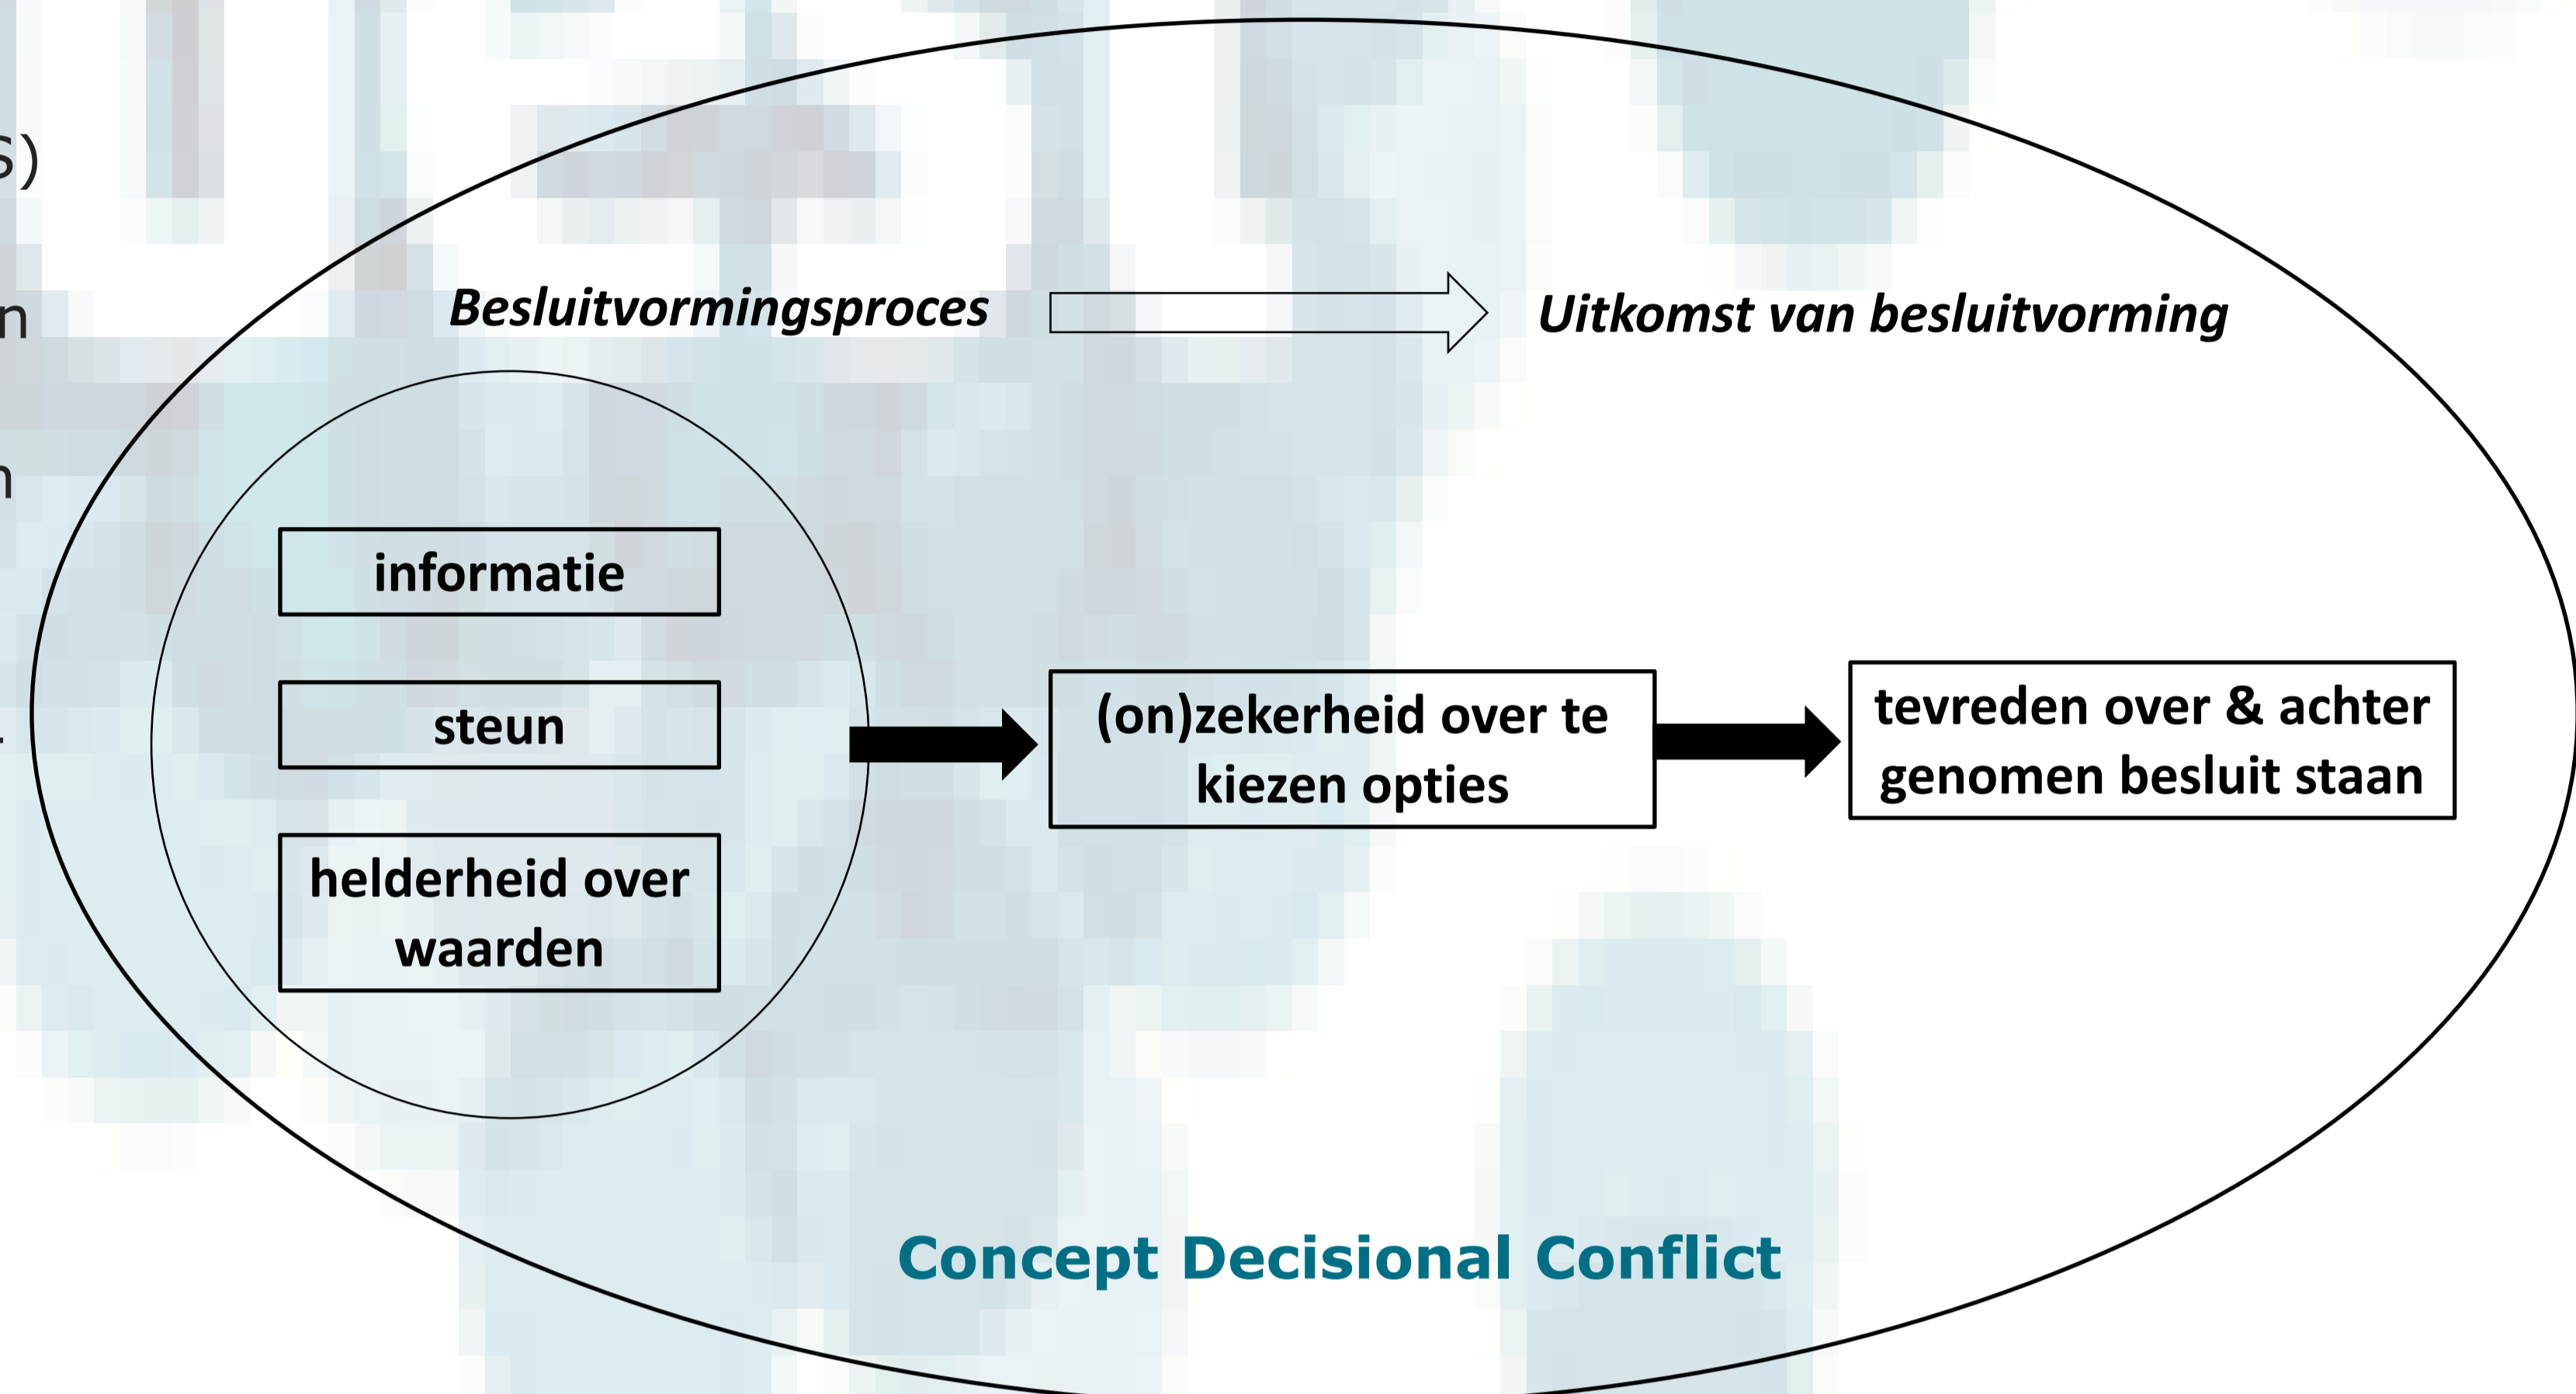 s)
n
n
Besluitvormingsproces
Uitkomst van besluitvorming
informatie
steun
helderheid over
waarden
(on)zekerheid over te
kiezen opties
tevreden over & achter
genomen besluit staan
Concept Decisional Conflict